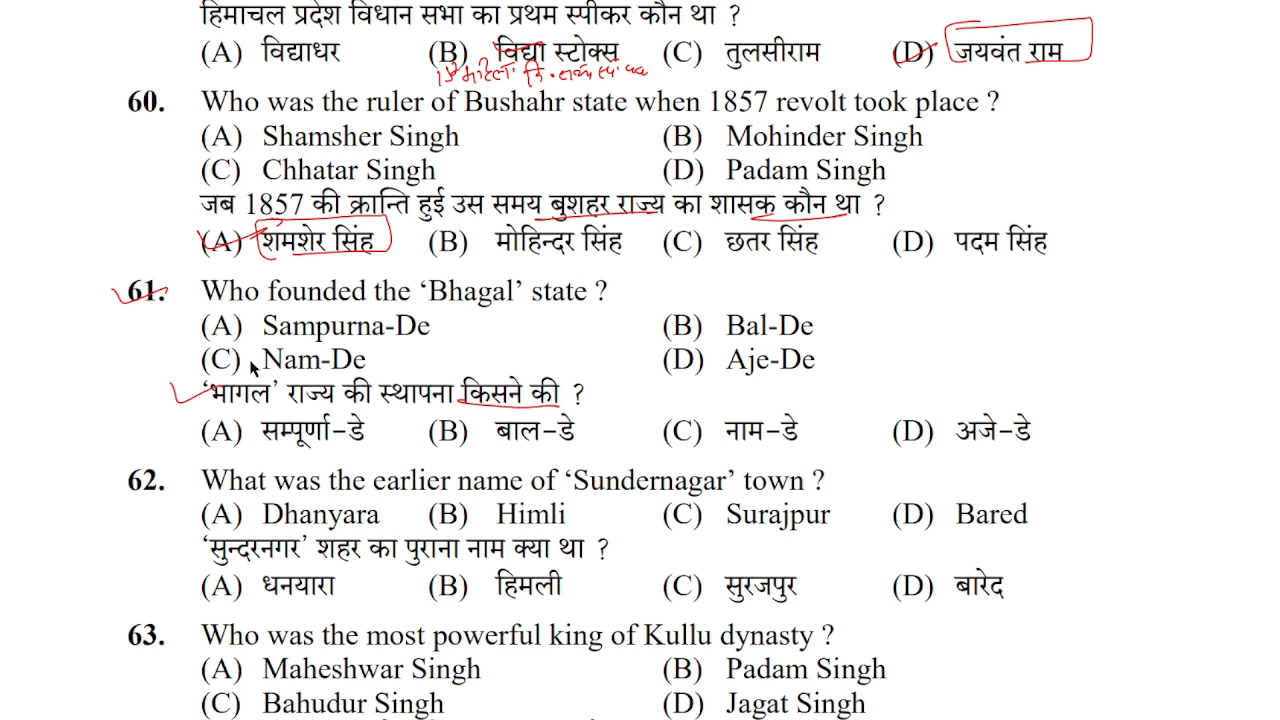 हिमाचल प्रदेश विधान सभा का प्रथम स्पीकर कौन था ?
(A) विद्याधर (B) विद्या स्टोक्स (C) तुलसीराम (D) जयवंत राम
60. Who was the ruler of Bushahr state when 1857 revolt took place ?
(A) Shamsher Singh (B) Mohinder Singh
(C) Chhatar Singh (D) Padam Singh
जब 1857 की क्रान्ति हुई उस समय बुशहर राज्य का शासक कौन था ?
(A) शमशेर सिंह (B) मोहिन्दर सिंह (C) छतर सिंह (D) पदम सिंह
61. Who founded the ‘Bhagal’ state ?
(A) Sampurna-De (B) Bal-De
(C) Nam-De (D) Aje-De
‘भागल’ राज्य की स्थापना किसने की ?
(A) सम्पूर्णा-डे (B) बाल-डे (C) नाम-डे (D) अजे-डे
62. What was the earlier name of ‘Sundernagar’ town ?
(A) Dhanyara (B) Himli (C) Surajpur (D) Bared
‘सुन्दरनगर’ शहर का पुराना नाम क्या था ?
(A) धनयारा (B) हिमली (C) सुरजपुर (D) बारेद
63. Who was the most powerful king of Kullu dynasty ?
(A) Maheshwar Singh (B) Padam Singh
(C) Bahudur Singh (D) Jagat Singh